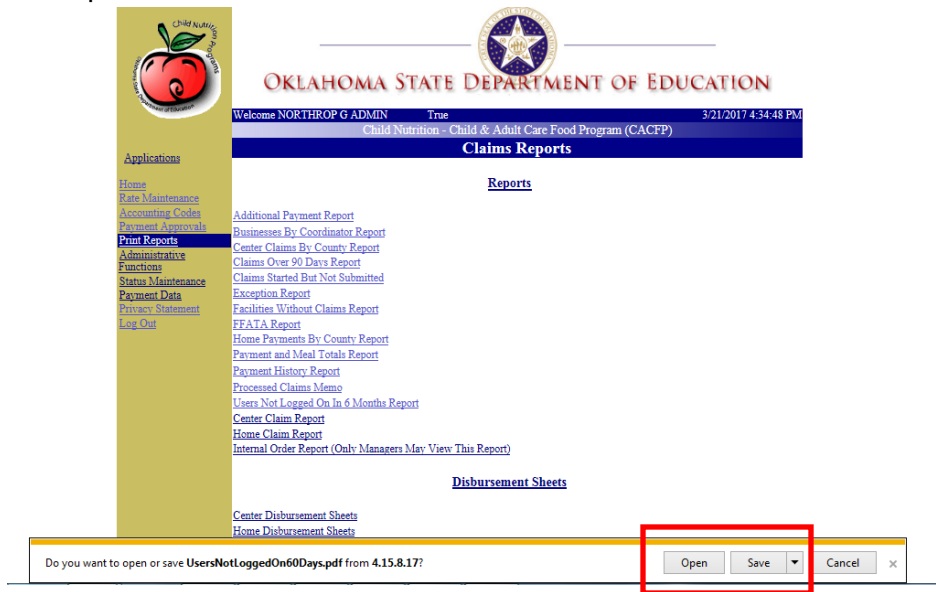 Child Nutrition
Programs
OKLAHOMA STATE DEPARTMENT OF EDUCATION
Welcome NORTHROP G ADMIN True 3/21/2017 4:34:48 PM
Child Nutrition - Child & Adult Care Food Program (CACFP)
Claims Reports
Applications
Home
Rate Maintenance
Accounting Codes
Payment Approvals
Print Reports
Administrative
Functions
Status Maintenance
Payment Data
Privacy Statement
Log Out
Reports
Additional Payment Report
Businesses By Coordinator Report
Center Claims By County Report
Claims Over 90 Days Report
Claims Started But Not Submitted
Exception Report
Facilities Without Claims Report
FFATA Report
Home Payments By County Report
Payment and Meal Totals Report
Payment History Report
Processed Claims Memo
Users Not Logged On In 6 Months Report
Center Claim Report
Home Claim Report
Internal Order Report (Only Managers May View This Report)
Disbursement Sheets
Center Disbursement Sheets
Home Disbursement Sheets
Do you want to open or save UsersNotLoggedOn60Days.pdf from 4.15.8.17?
Open Save Cancel